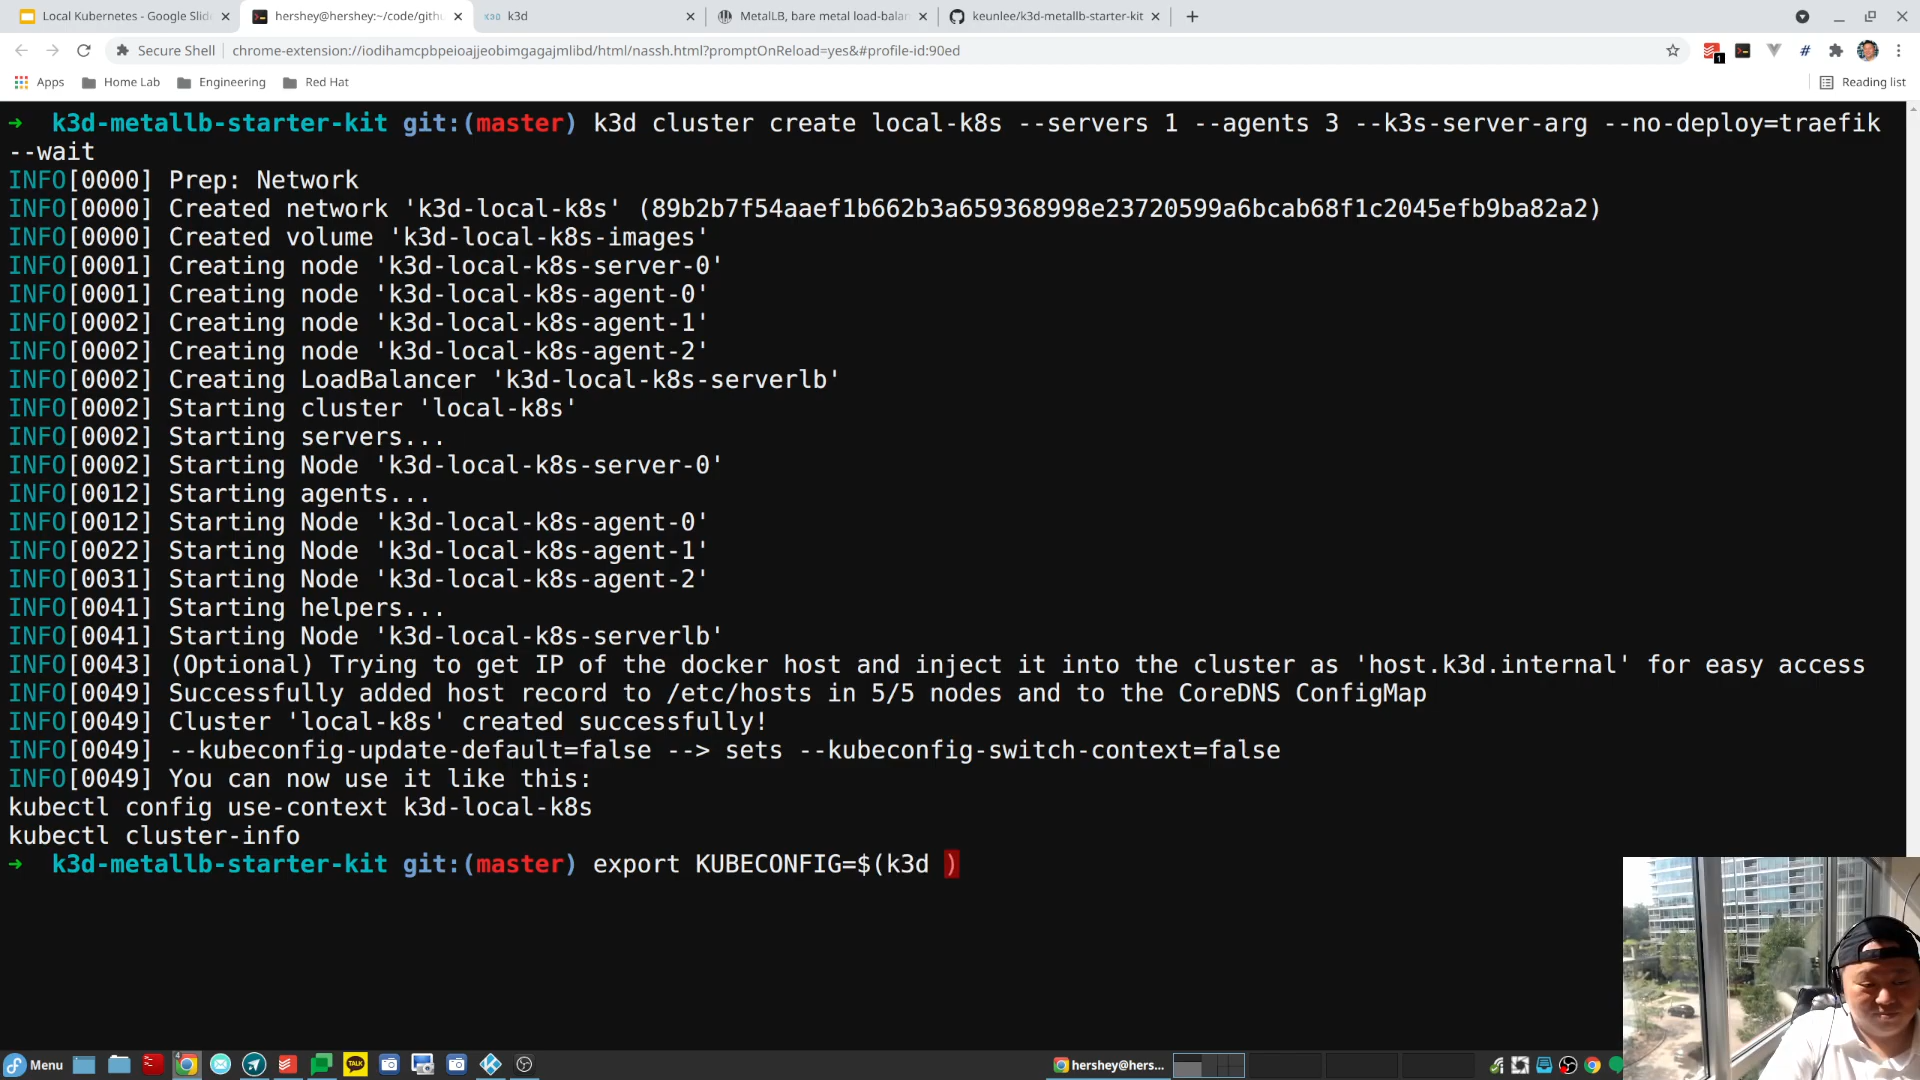 Local Kubernetes - Google Slid
hershey@hershey:~/code/gith
k3d
MetalLB, bare metal load-balan
keunlee/k3d-metallb-starter-kit
Secure Shell
chrome-extension://iodihamcpbpeioajjeobimgagajmlibd/html/nassh.html?promptOnReload=yes&#profile-id:90ed
1
Apps
Home Lab
Engineering
Red Hat
Reading list
→ k3d-metallb-starter-kit git:(master) k3d cluster create local-k8s --servers 1 --agents 3 --k3s-server-arg --no-deploy=traefik
--wait
INFO[0000] Prep: Network
INFO[0000] Created network 'k3d-local-k8s' (89b2b7f54aaef1b662b3a659368998e23720599a6bcab68f1c2045efb9ba82a2)
INFO[0000] Created volume 'k3d-local-k8s-images'
INFO[0001] Creating node 'k3d-local-k8s-server-0'
INFO[0001] Creating node 'k3d-local-k8s-agent-0'
INFO[0002] Creating node 'k3d-local-k8s-agent-1'
INFO[0002] Creating node 'k3d-local-k8s-agent-2'
INFO[0002] Creating LoadBalancer 'k3d-local-k8s-serverlb'
INFO[0002] Starting cluster 'local-k8s'
INFO[0002] Starting servers...
INFO[0002] Starting Node 'k3d-local-k8s-server-0'
INFO[0012] Starting agents...
INFO[0012] Starting Node 'k3d-local-k8s-agent-0'
INFO[0022] Starting Node 'k3d-local-k8s-agent-1'
INFO[0031] Starting Node 'k3d-local-k8s-agent-2'
INFO[0041] Starting helpers...
INFO[0041] Starting Node 'k3d-local-k8s-serverlb'
INFO[0043] (Optional) Trying to get IP of the docker host and inject it into the cluster as 'host.k3d.internal' for easy access
INFO[0049] Successfully added host record to /etc/hosts in 5/5 nodes and to the CoreDNS ConfigMap
INFO[0049] Cluster 'local-k8s' created successfully!
INFO[0049] --kubeconfig-update-default=false --> sets --kubeconfig-switch-context=false
INFO[0049] You can now use it like this:
kubectl config use-context k3d-local-k8s
kubectl cluster-info
→ k3d-metallb-starter-kit git:(master) export KUBECONFIG=$(k3d )
Menu
4
TALK
hershey@hers...